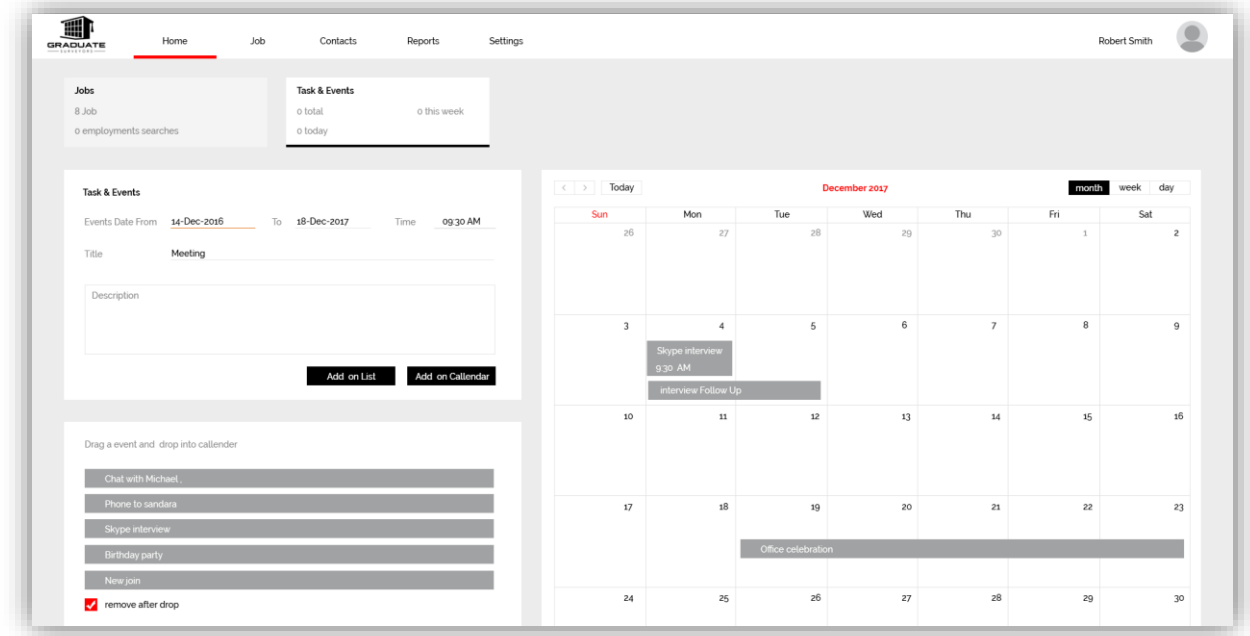 GRADUATE
SURVEYORS
Home Job Contacts Reports Settings Robert Smith
Jobs
8 Job
0 employments searches
Task & Events
0 total 0 this week
0 today
Task & Events
Events Date From 14-Dec-2016 To 18-Dec-2017 Time 09:30 AM
Title Meeting
Description
Add on List Add on Callendar
Drag a event and drop into callender
Chat with Michael ,
Phone to sandara
Skype interview
Birthday party
New join
remove after drop
< > Today December 2017 month week day
Sun Mon Tue Wed Thu Fri Sat
26 27 28 29 30 1 2
3 4 5 6 7 8 9
Skype interview
9:30 AM
interview Follow Up
10 11 12 13 14 15 16
17 18 19 20 21 22 23
Office celebration
24 25 26 27 28 29 30